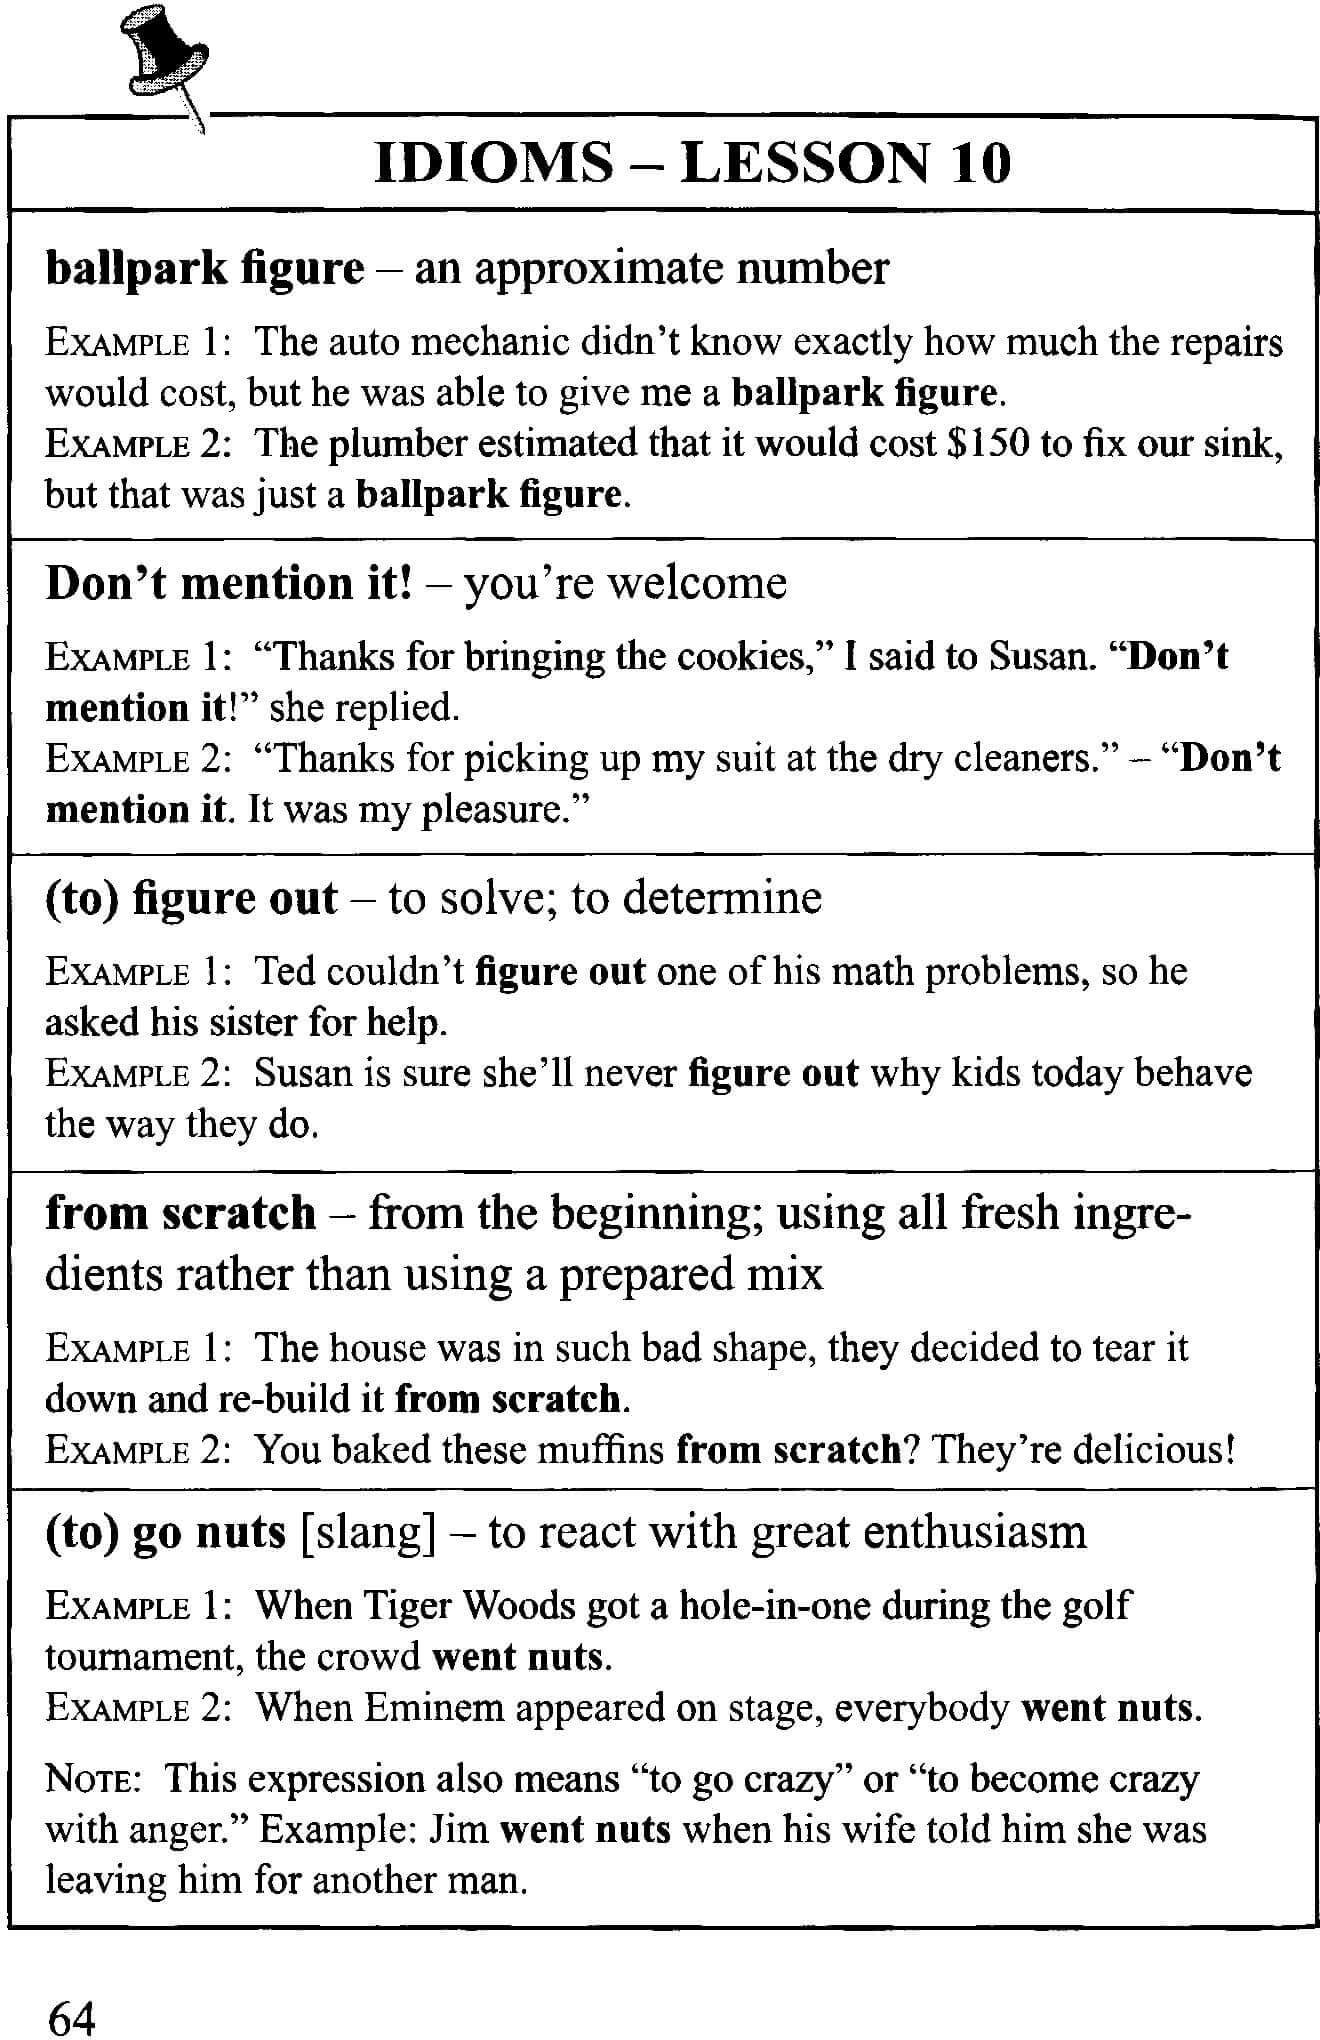 IDIOMS – LESSON 10
ballpark figure – an approximate number
EXAMPLE 1: The auto mechanic didn't know exactly how much the repairs
would cost, but he was able to give me a ballpark figure.
EXAMPLE 2: The plumber estimated that it would cost $150 to fix our sink,
but that was just a ballpark figure.
Don't mention it! – you're welcome
EXAMPLE 1: “Thanks for bringing the cookies,” I said to Susan. “Don't
mention it!” she replied.
EXAMPLE 2: “Thanks for picking up my suit at the dry cleaners.” – “Don't
mention it. It was my pleasure.”
(to) figure out – to solve; to determine
EXAMPLE 1: Ted couldn't figure out one of his math problems, so he
asked his sister for help.
EXAMPLE 2: Susan is sure she'll never figure out why kids today behave
the way they do.
from scratch – from the beginning; using all fresh ingre-
dients rather than using a prepared mix
EXAMPLE 1: The house was in such bad shape, they decided to tear it
down and re-build it from scratch.
EXAMPLE 2: You baked these muffins from scratch? They're delicious!
(to) go nuts [slang] – to react with great enthusiasm
EXAMPLE 1: When Tiger Woods got a hole-in-one during the golf
tournament, the crowd went nuts.
EXAMPLE 2: When Eminem appeared on stage, everybody went nuts.
NOTE: This expression also means “to go crazy” or “to become crazy
with anger.” Example: Jim went nuts when his wife told him she was
leaving him for another man.
64